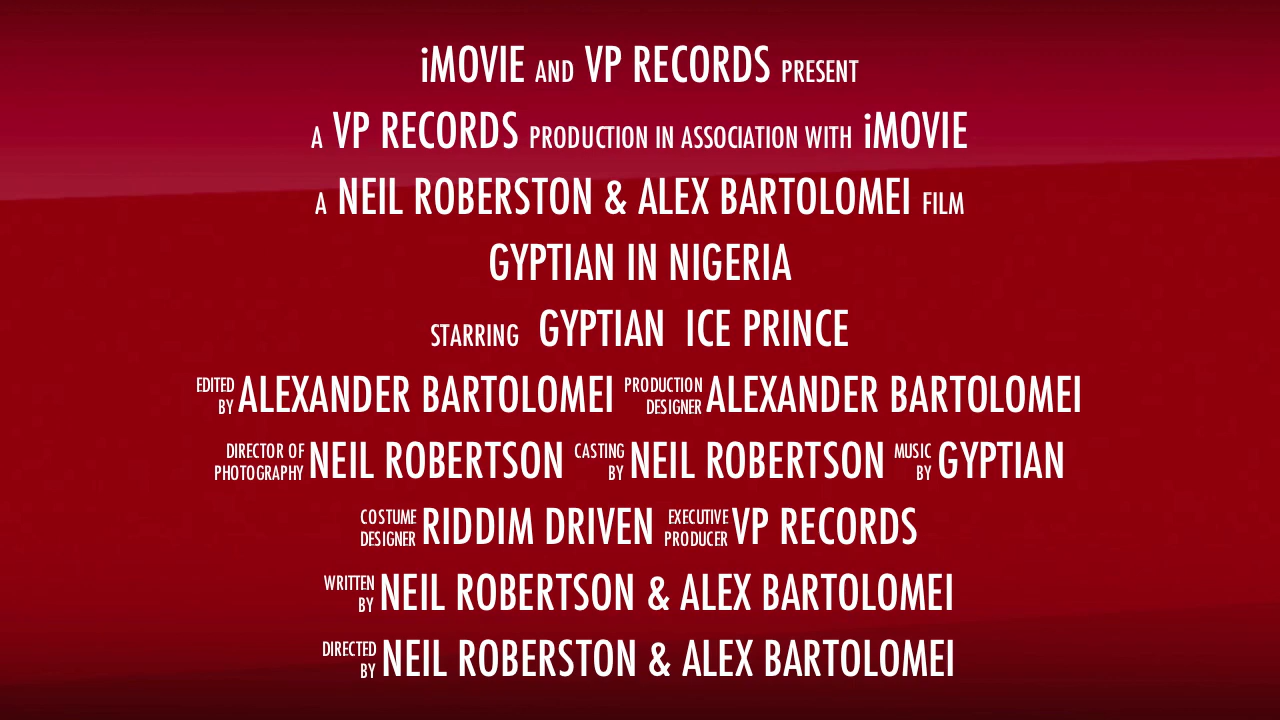 iMOVIE AND VP RECORDS PRESENT
A VP RECORDS PRODUCTION IN ASSOCIATION WITH iMOVIE
A NEIL ROBERSTON & ALEX BARTOLOMEI FILM
GYPTIAN IN NIGERIA
STARRING GYPTIAN ICE PRINCE
EDITED BY ALEXANDER BARTOLOMEI PRODUCTION DESIGNER ALEXANDER BARTOLOMEI
DIRECTOR OF PHOTOGRAPHY NEIL ROBERTSON CASTING BY NEIL ROBERTSON MUSIC BY GYPTIAN
COSTUME DESIGNER RIDDIM DRIVEN EXECUTIVE PRODUCER VP RECORDS
WRITTEN BY NEIL ROBERTSON & ALEX BARTOLOMEI
DIRECTED BY NEIL ROBERSTON & ALEX BARTOLOMEI